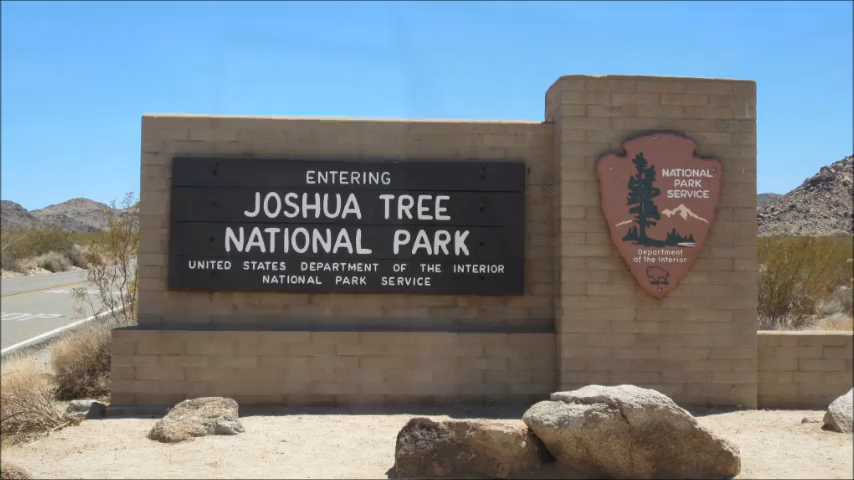 ENTERING
JOSHUA TREE
NATIONAL PARK
UNITED STATES DEPARTMENT OF THE INTERIOR
NATIONAL PARK SERVICE
NATIONAL
PARK
SERVICE
Department
of the Interior